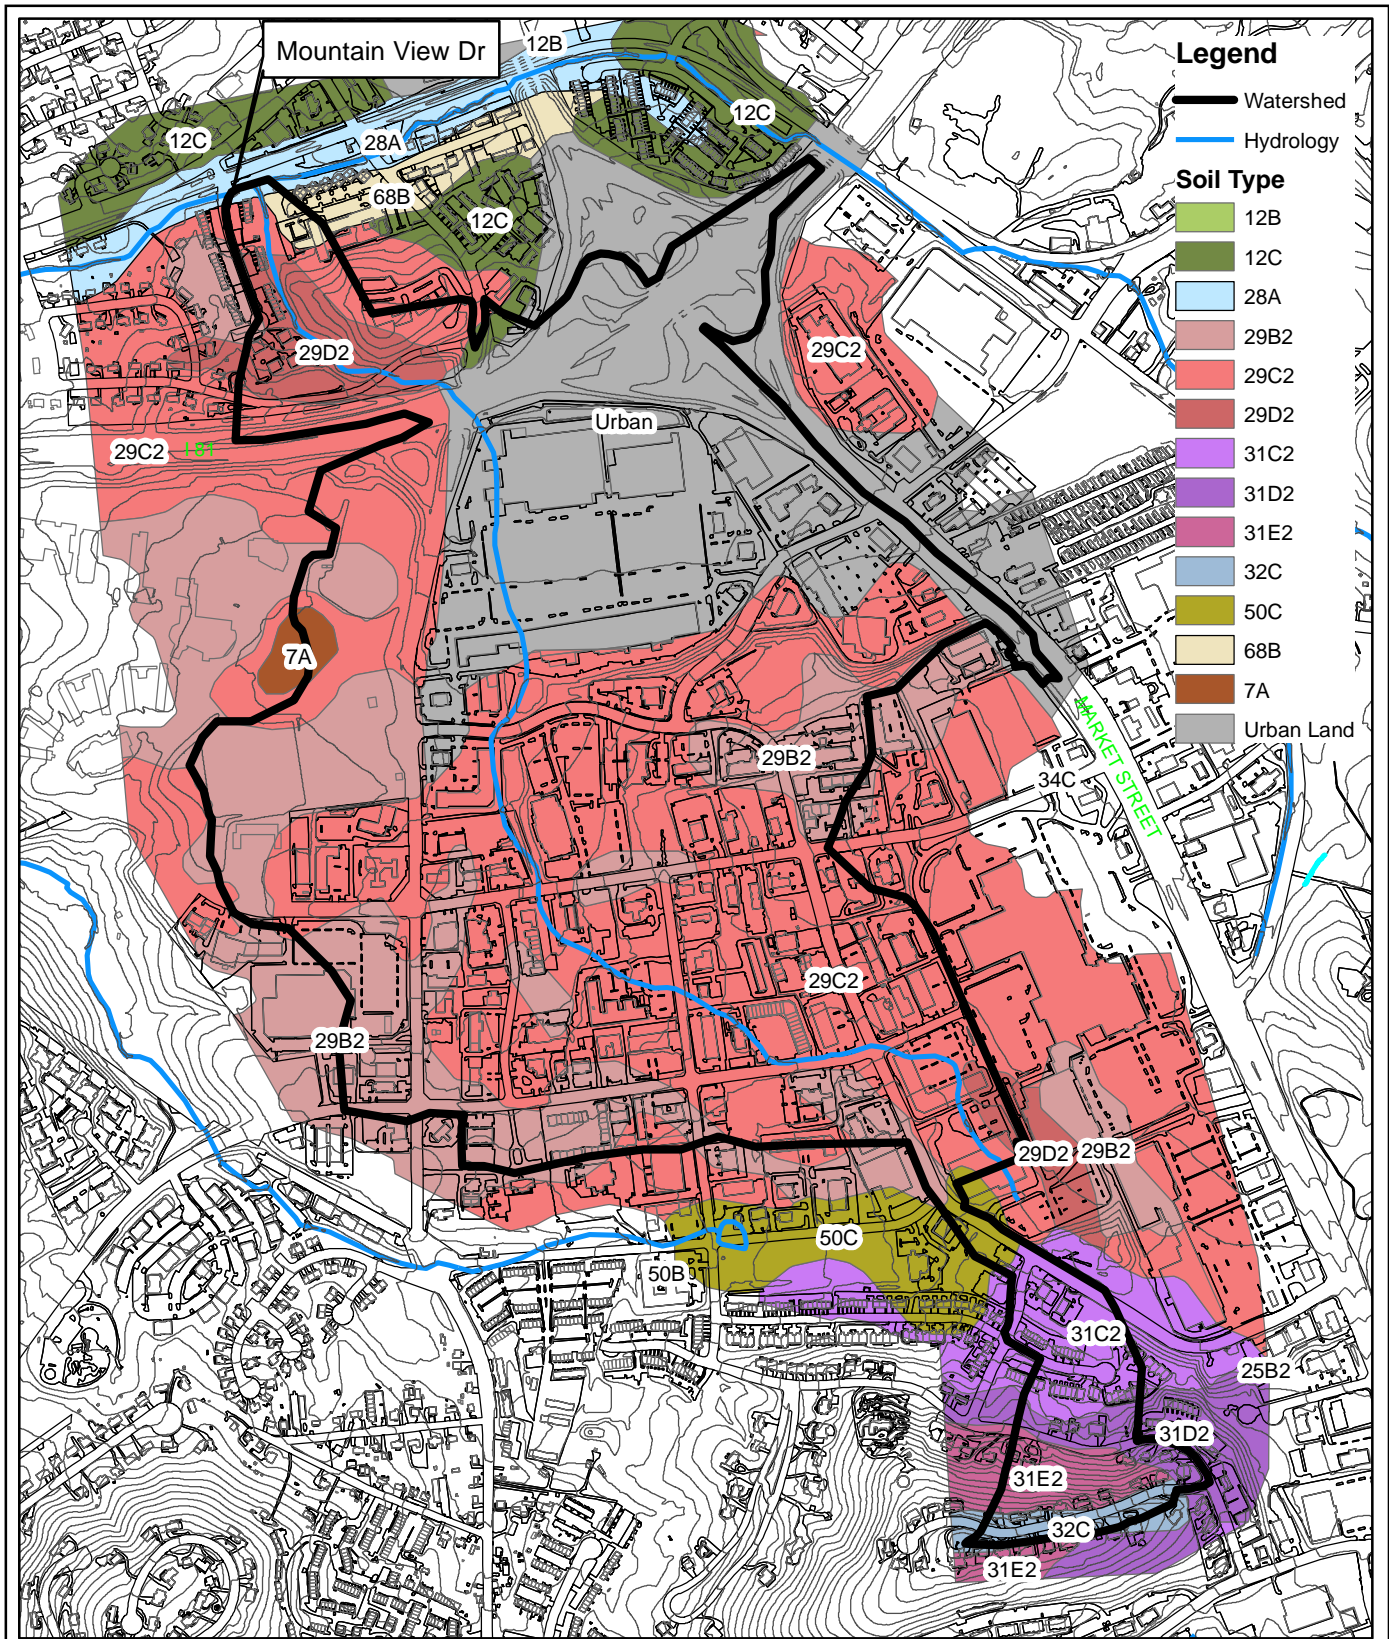 Mountain View Dr
12B
12C
28A
12C
68B
12C
29D2
29C2
Urban
29C2
I-81
7A
29B2
34C
MARKET STREET
29C2
29B2
29D2
29B2
50C
50B
31C2
25B2
31D2
31E2
32C
31E2
Legend
Watershed
Hydrology
Soil Type
12B
12C
28A
29B2
29C2
29D2
31C2
31D2
31E2
32C
50C
68B
7A
Urban Land